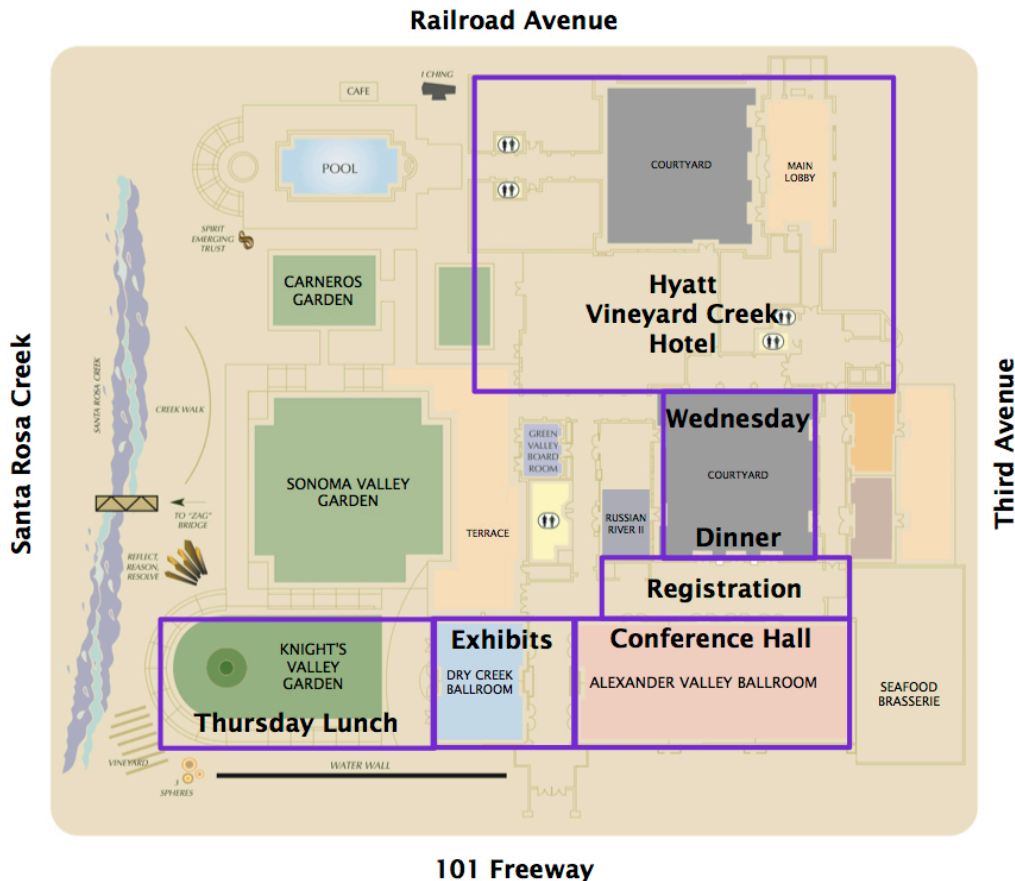 Railroad Avenue
I CHING
CAFE
POOL
COURTYARD
MAIN
LOBBY
SPIRIT
EMERGING
TRUST
CARNEROS
GARDEN
Hyatt
Vineyard Creek
Hotel
Santa Rosa Creek
SANTA ROSA CREEK
CREEK WALK
Third Avenue
Wednesday
GREEN
VALLEY
BOARD
ROOM
COURTYARD
SONOMA VALLEY
GARDEN
TO "ZAG"
BRIDGE
TERRACE
RUSSIAN
RIVER II
Dinner
REFLECT,
REASON,
RESOLVE
Registration
Exhibits
Conference Hall
KNIGHT'S
VALLEY
GARDEN
DRY CREEK
BALLROOM
ALEXANDER VALLEY BALLROOM
SEAFOOD
BRASSERIE
Thursday Lunch
VINEYARD
WATER WALL
3
SPHERES
101 Freeway